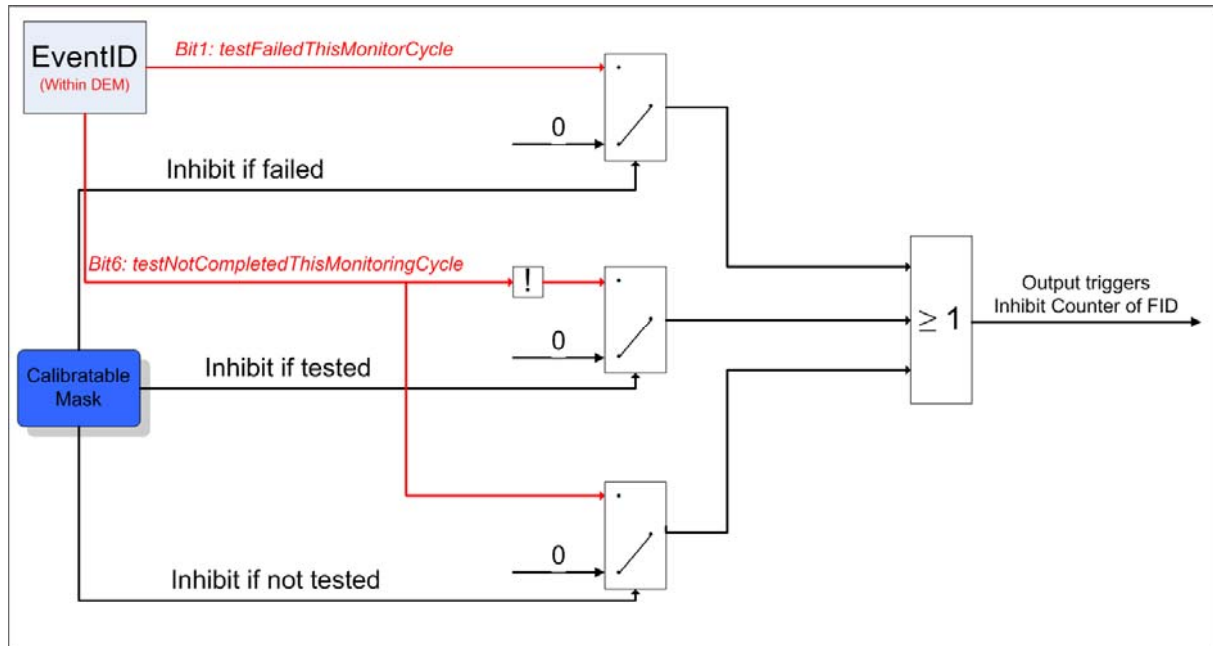 EventID
(Within DEM)
Bit1: testFailedThisMonitorCycle
0
Inhibit if failed
Bit6: testNotCompletedThisMonitoringCycle
!
0
Inhibit if tested
Calibratable
Mask
≥ 1
Output triggers
Inhibit Counter of FID
0
Inhibit if not tested